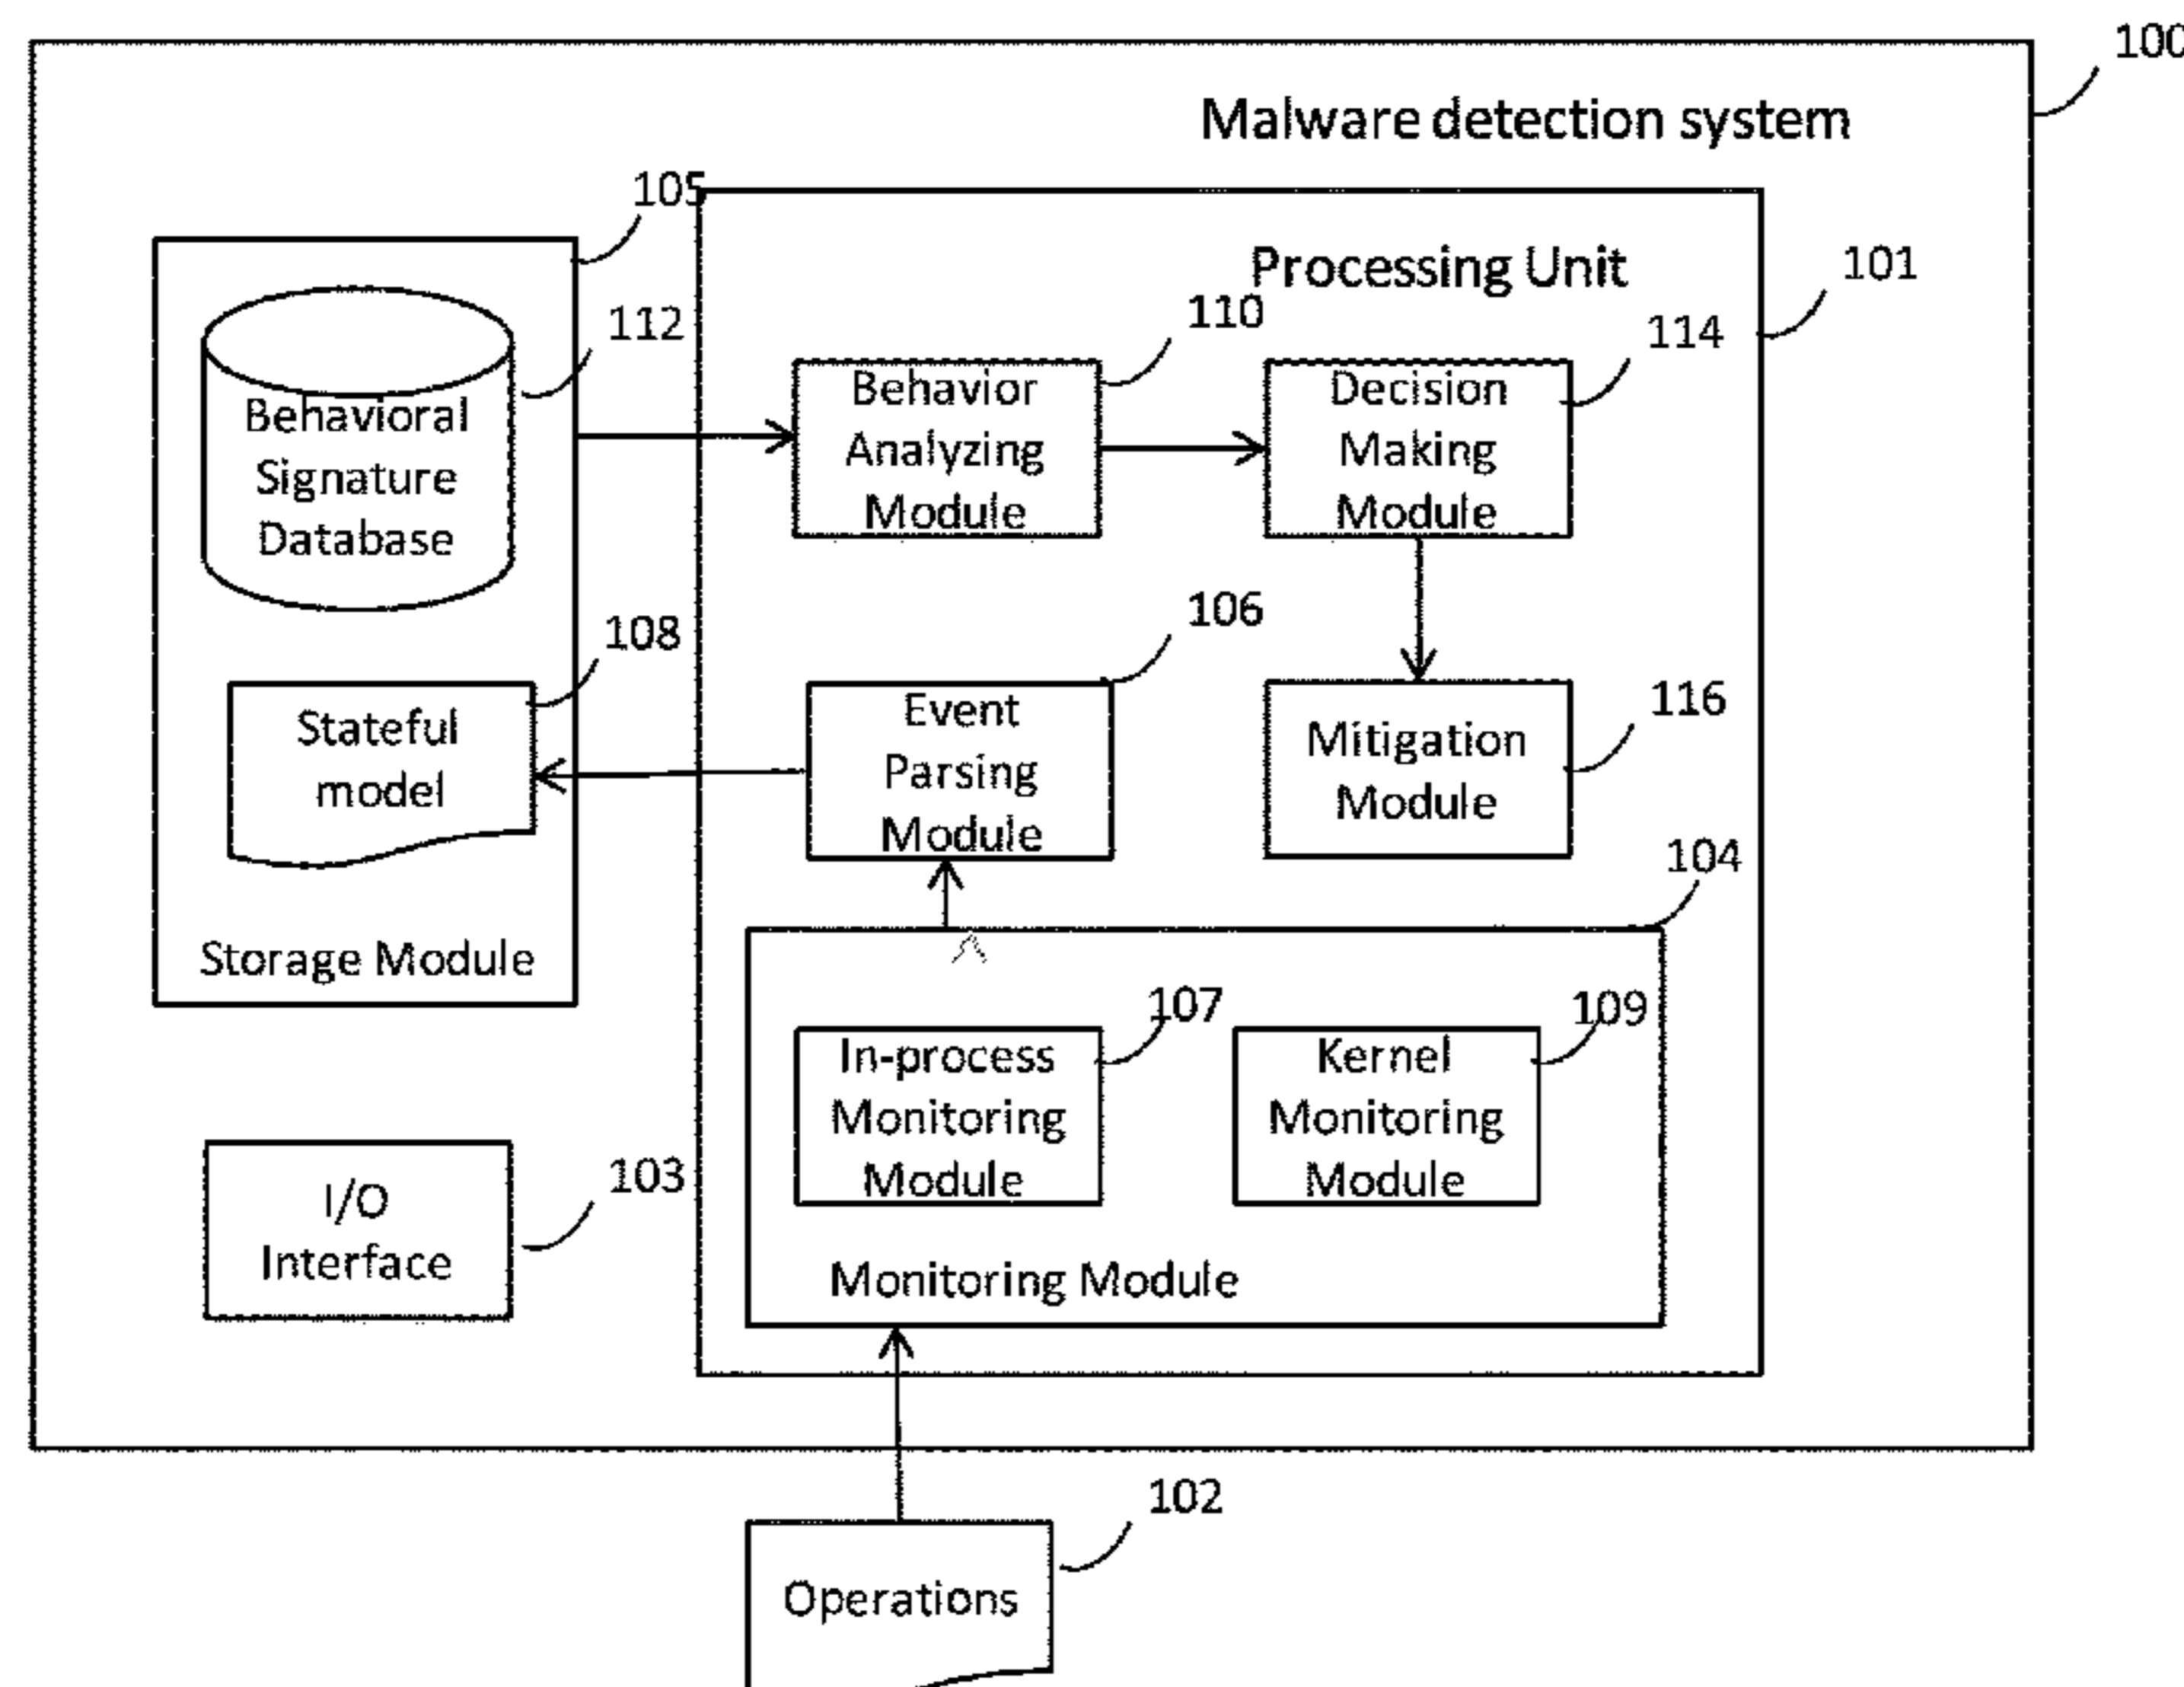 100
Malware detection system
105
Processing Unit
101
112
110
114
Behavioral
Signature
Database
Behavior
Analyzing
Module
Decision
Making
Module
108
106
116
Stateful
model
Event
Parsing
Module
Mitigation
Module
104
Storage Module
107
109
In-process
Monitoring
Module
Kernel
Monitoring
Module
103
I/O
Interface
Monitoring Module
102
Operations